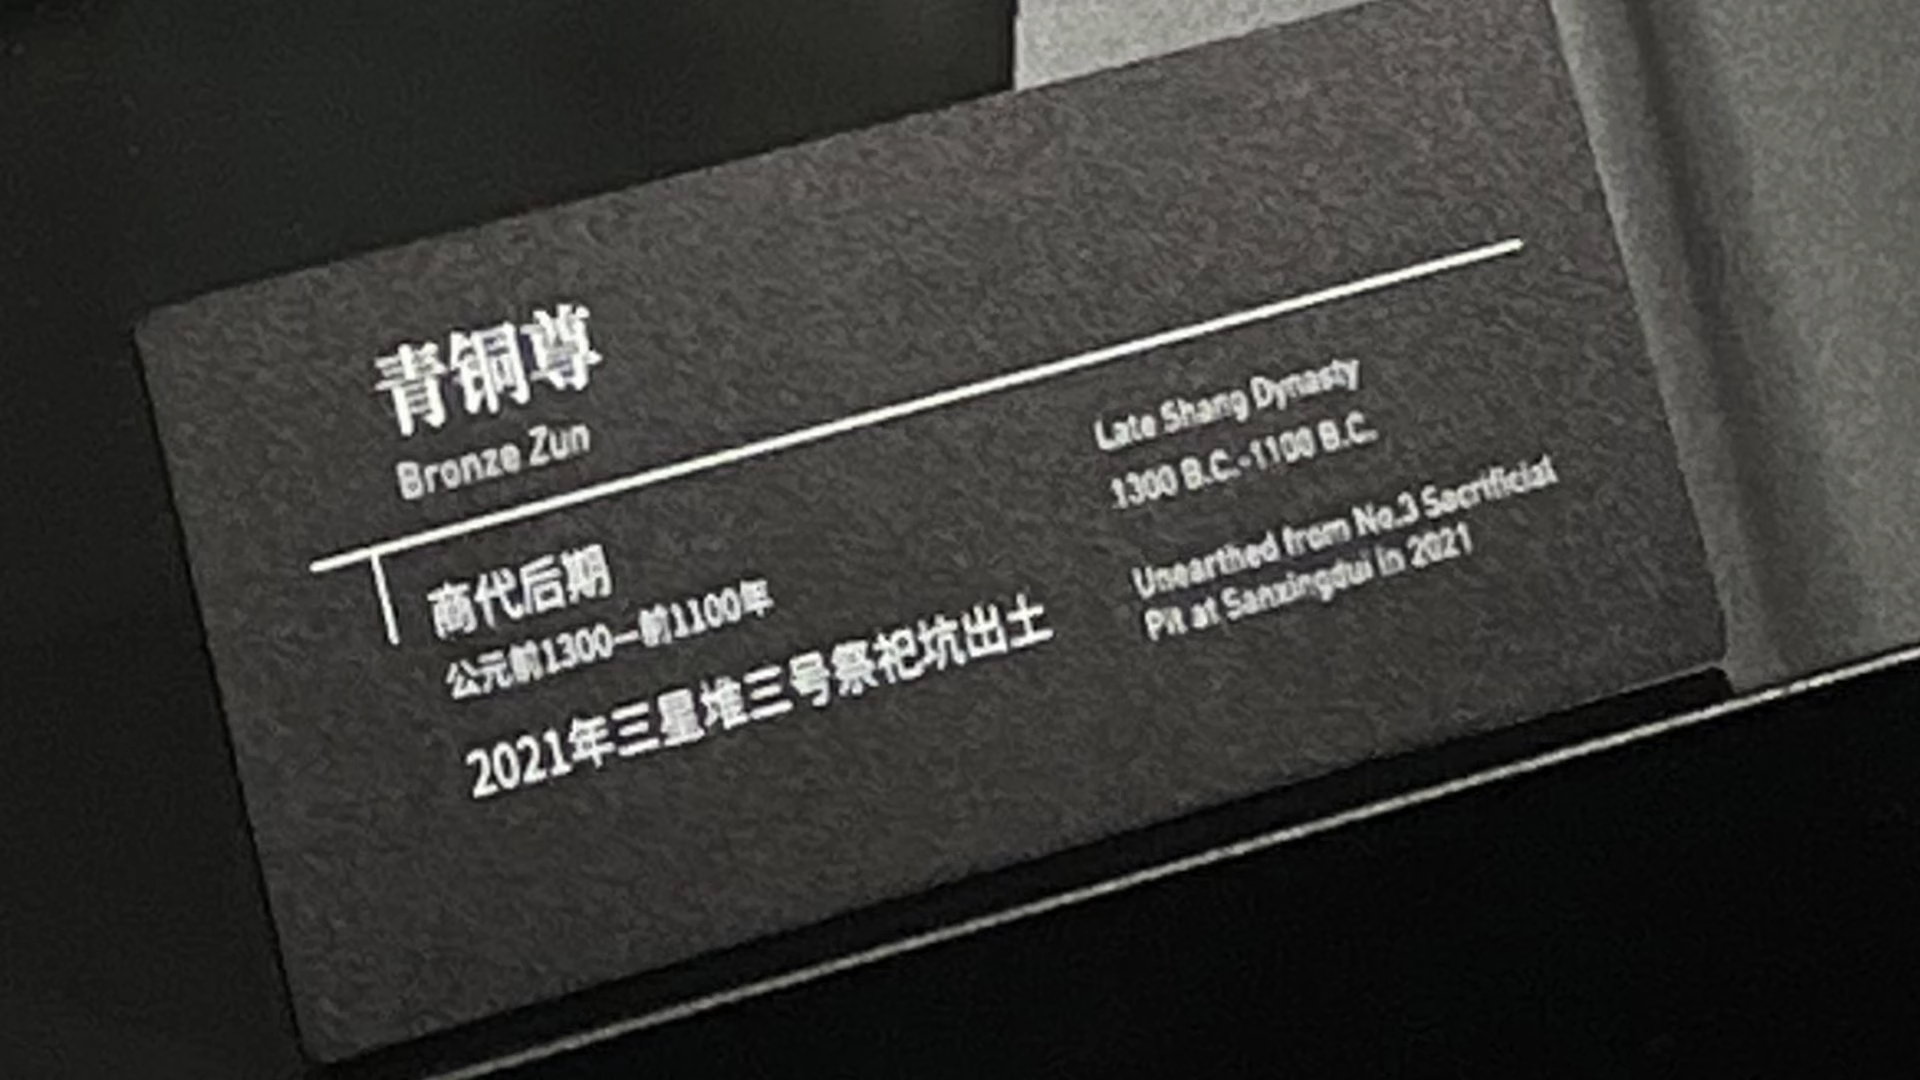 青铜尊
Bronze Zun
商代后期
公元前1300—前1100年
2021年三星堆三号祭祀坑出土
Late Shang Dynasty
1300 B.C.-1100 B.C.
Unearthed from No.3 Sacrificial
Pit at Sanxingdui in 2021